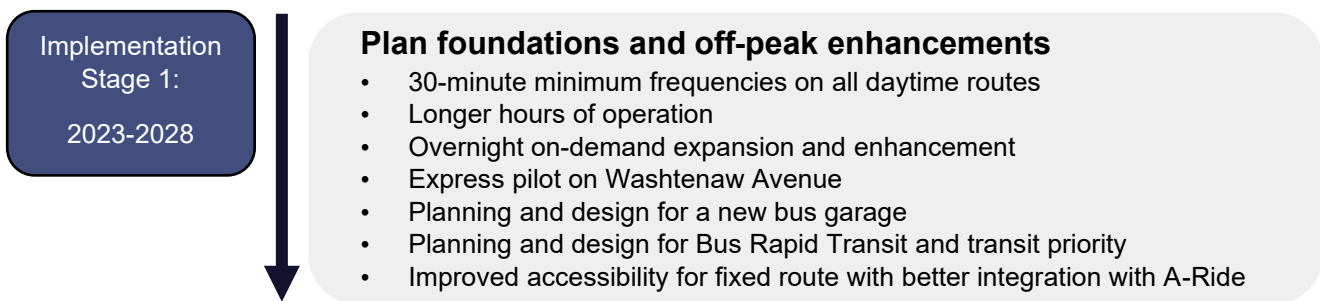 Implementation
Stage 1:
2023-2028
Plan foundations and off-peak enhancements
• 30-minute minimum frequencies on all daytime routes
• Longer hours of operation
• Overnight on-demand expansion and enhancement
• Express pilot on Washtenaw Avenue
• Planning and design for a new bus garage
• Planning and design for Bus Rapid Transit and transit priority
• Improved accessibility for fixed route with better integration with A-Ride